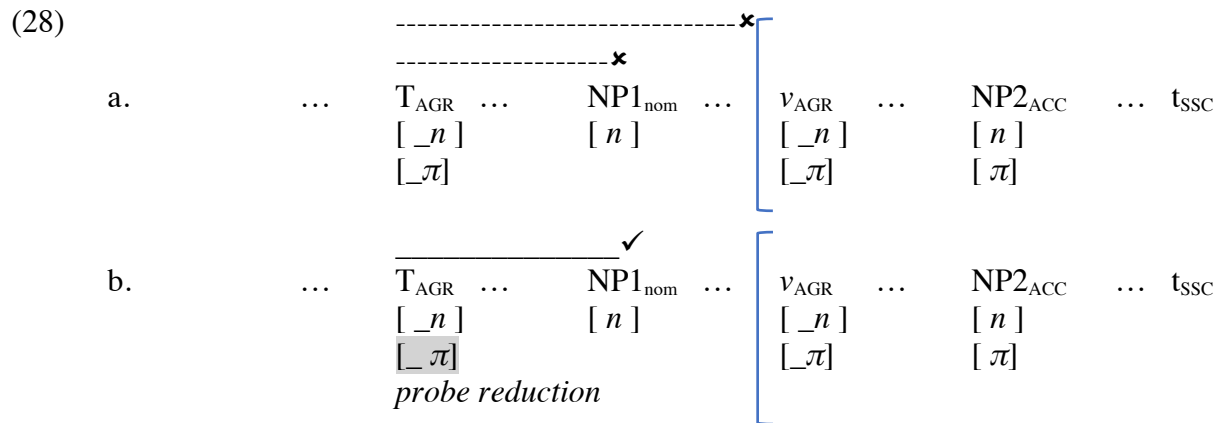 (28)
✘
✘
a. … T_AGR … NP1_nom … v_AGR … NP2_ACC … t_SSC
[ _n ] [ n ] [ _n ] [ n ]
[_π] [_π] [ π]
✓
b. … T_AGR … NP1_nom … v_AGR … NP2_ACC … t_SSC
[ _n ] [ n ] [ _n ] [ n ]
[_ π] [_π] [ π]
probe reduction